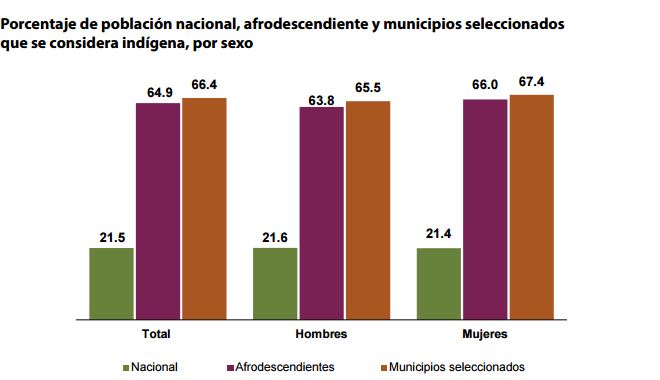 Porcentaje de población nacional, afrodescendiente y municipios seleccionados
que se considera indígena, por sexo
21.5 64.9 66.4 21.6 63.8 65.5 21.4 66.0 67.4
Total Hombres Mujeres
Nacional Afrodescendientes Municipios seleccionados